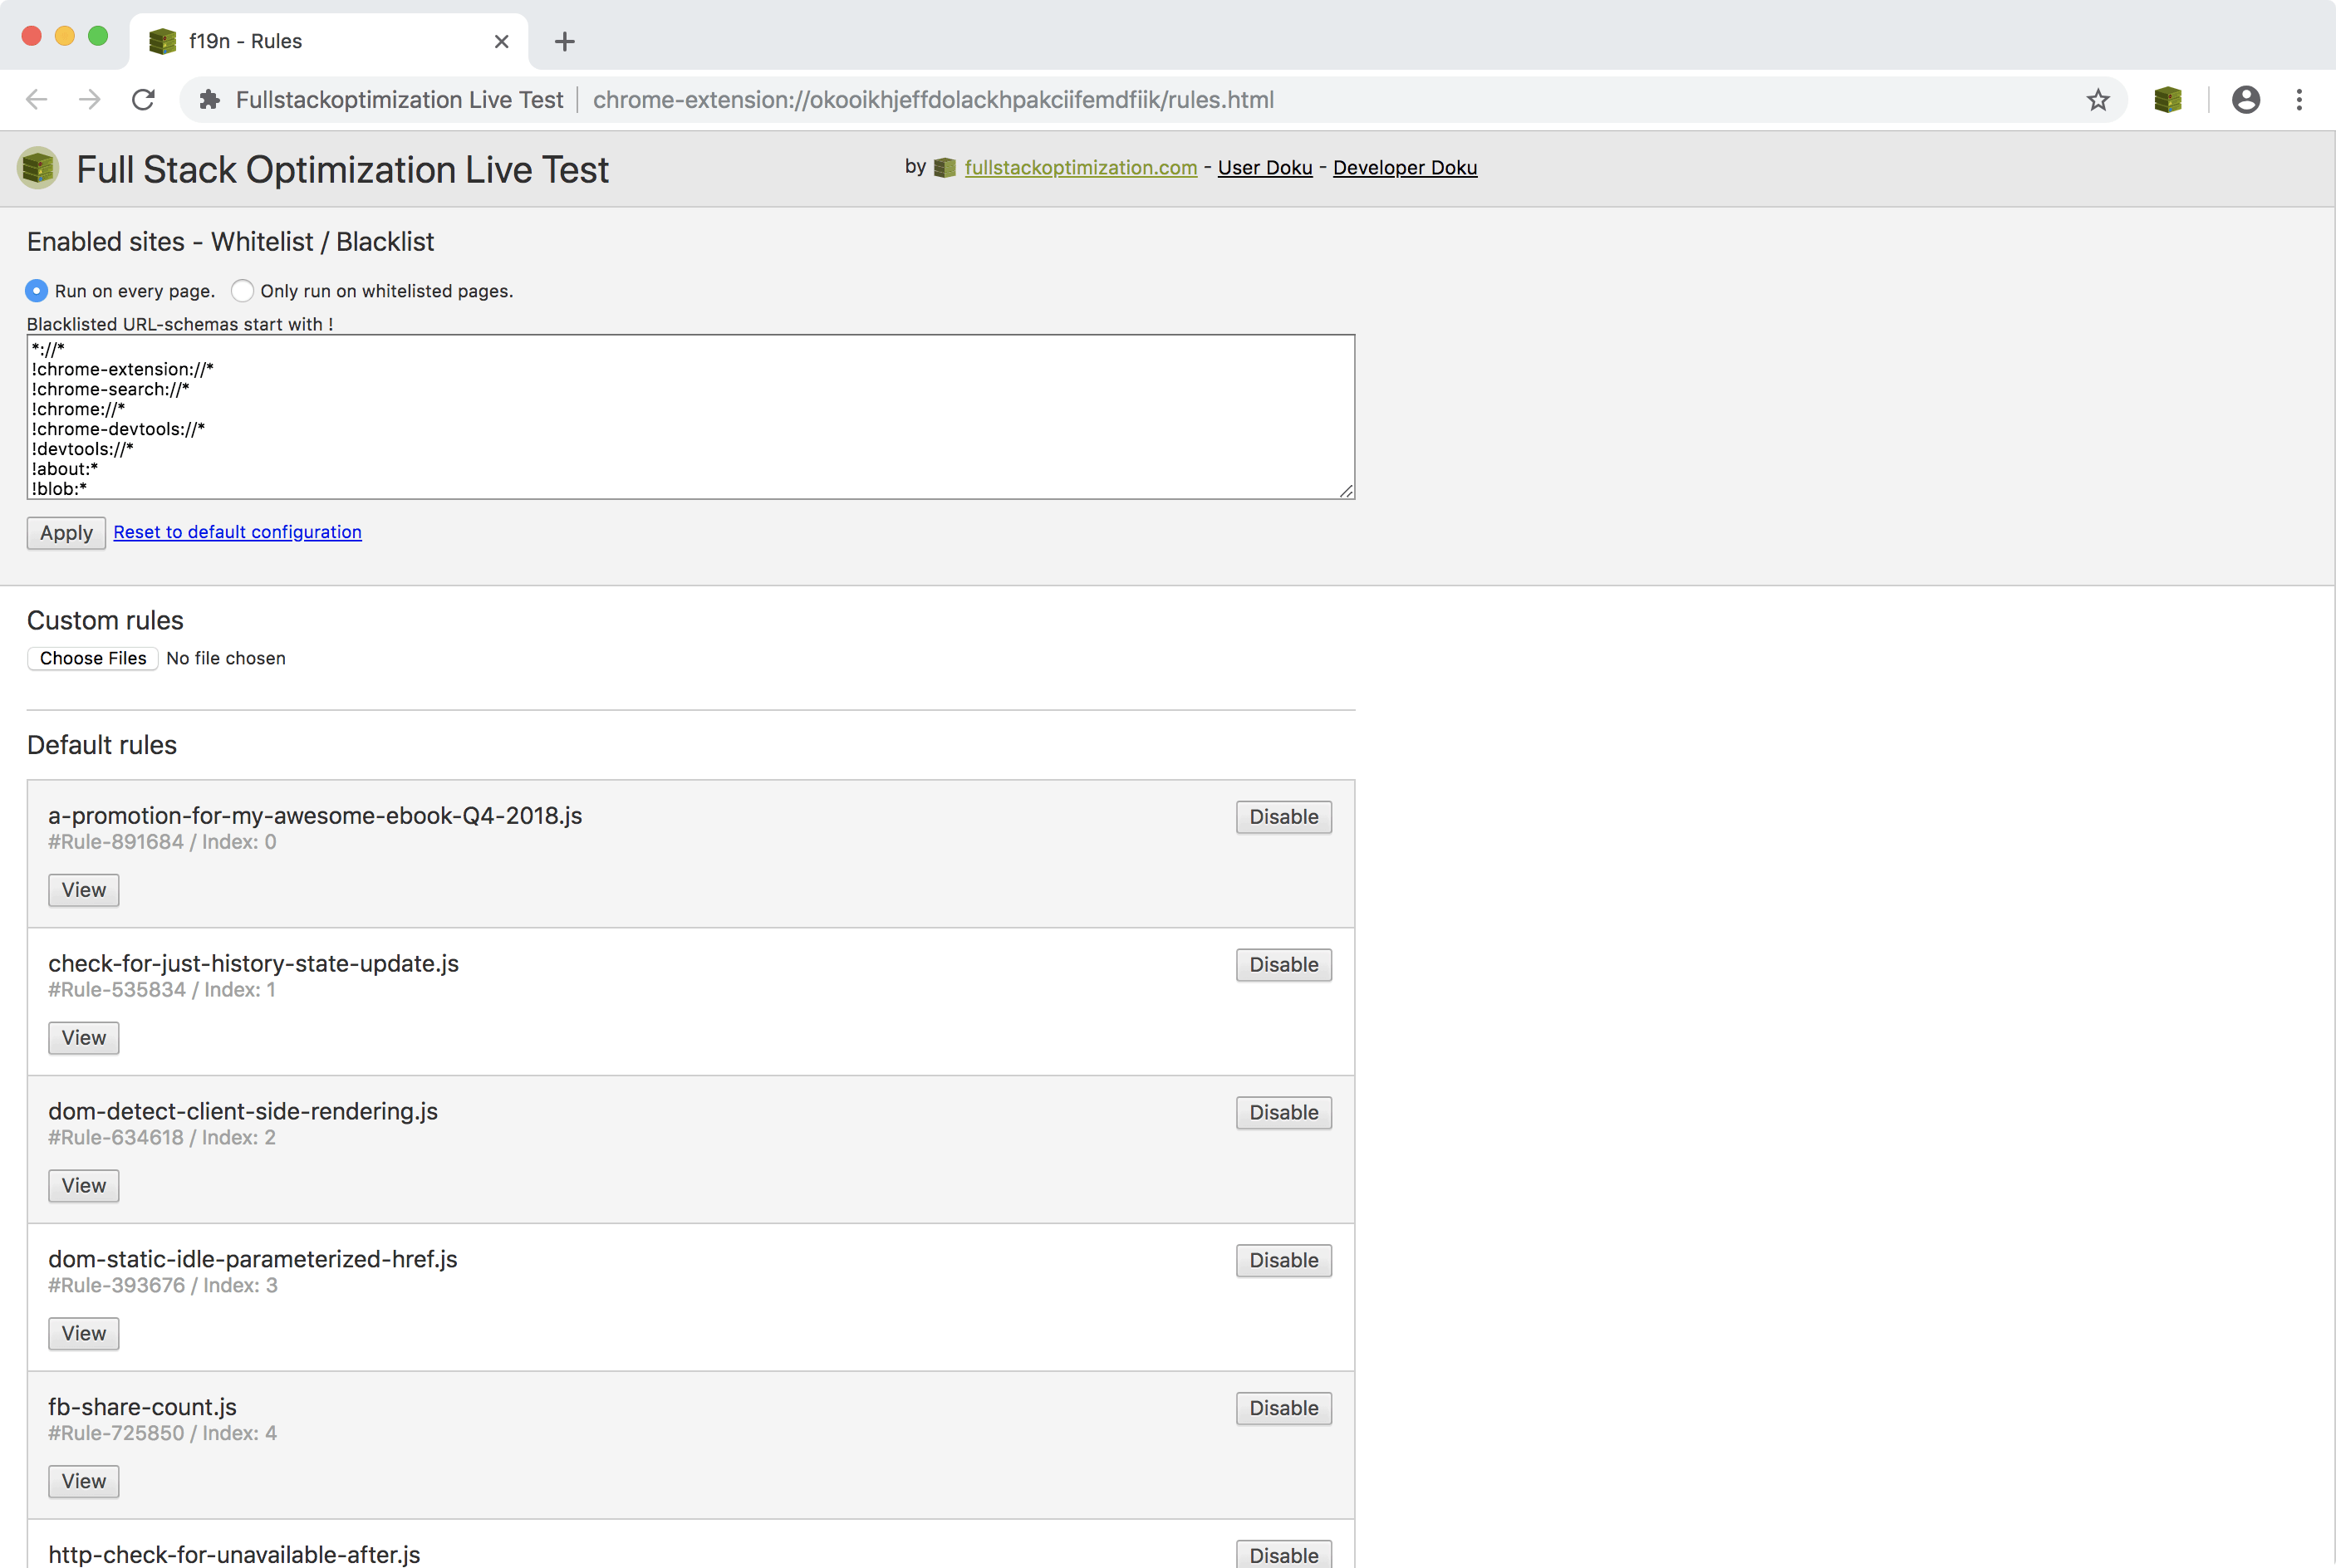 f19n - Rules
Fullstackoptimization Live Test | chrome-extension://okooikhjeffdolackhpakciifemdfiik/rules.html
Full Stack Optimization Live Test
by fullstackoptimization.com - User Doku - Developer Doku
Enabled sites - Whitelist / Blacklist
Run on every page. Only run on whitelisted pages.
Blacklisted URL-schemas start with !
*://*
!chrome-extension://*
!chrome-search://*
!chrome://*
!chrome-devtools://*
!devtools://*
!about:*
!blob:*
Apply Reset to default configuration
Custom rules
Choose Files No file chosen
Default rules
a-promotion-for-my-awesome-ebook-Q4-2018.js Disable
#Rule-891684 / Index: 0
View
check-for-just-history-state-update.js Disable
#Rule-535834 / Index: 1
View
dom-detect-client-side-rendering.js Disable
#Rule-634618 / Index: 2
View
dom-static-idle-parameterized-href.js Disable
#Rule-393676 / Index: 3
View
fb-share-count.js Disable
#Rule-725850 / Index: 4
View
http-check-for-unavailable-after.js Disable